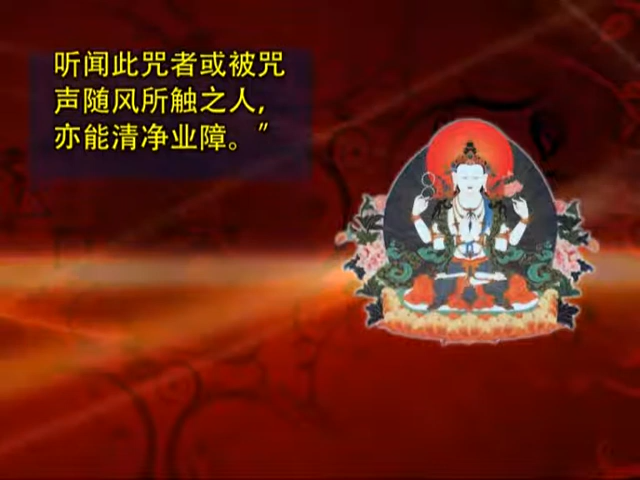 听闻此咒者或被咒
声随风所触之人，
亦能清净业障。”